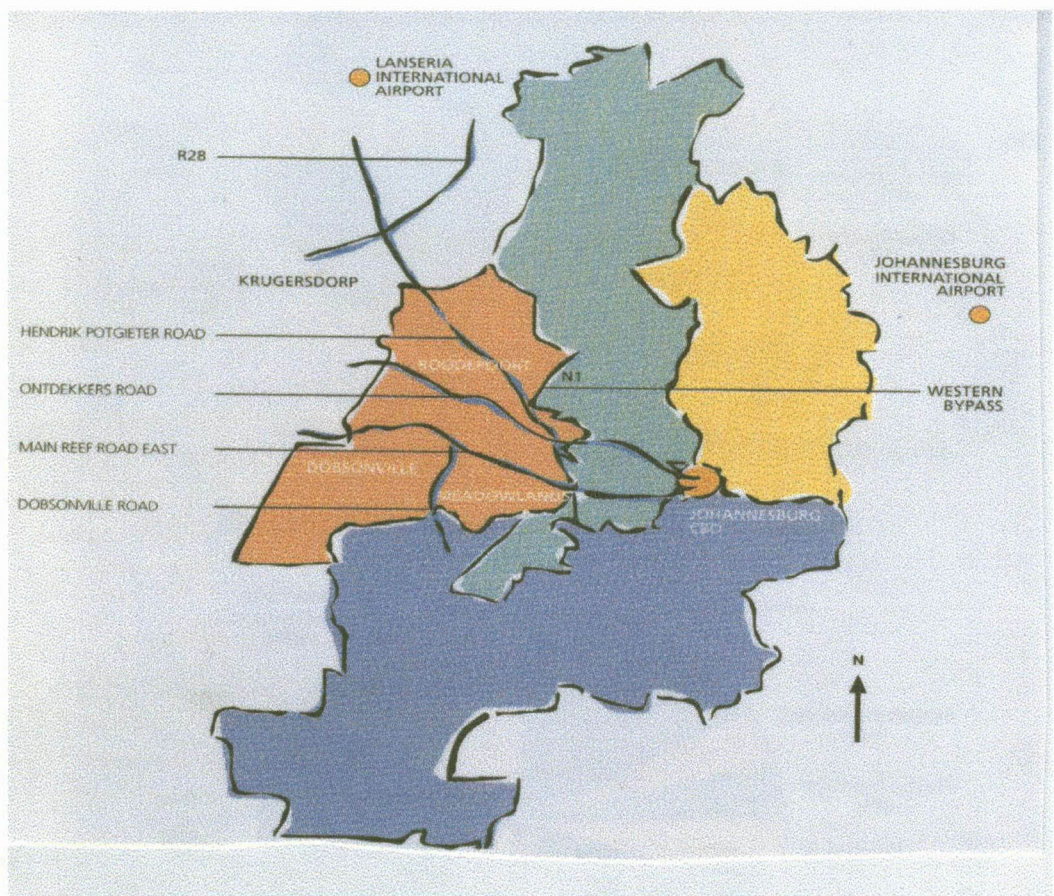 LANSERIA
INTERNATIONAL
AIRPORT
R28
KRUGERSDORP
JOHANNESBURG
INTERNATIONAL
AIRPORT
HENDRIK POTGIETER ROAD
ROODEPOORT
N1
ONTDEKKERS ROAD
WESTERN
BYPASS
MAIN REEF ROAD EAST
DOBSONVILLE
MEADOWLANDS
DOBSONVILLE ROAD
JOHANNESBURG
CBD
N